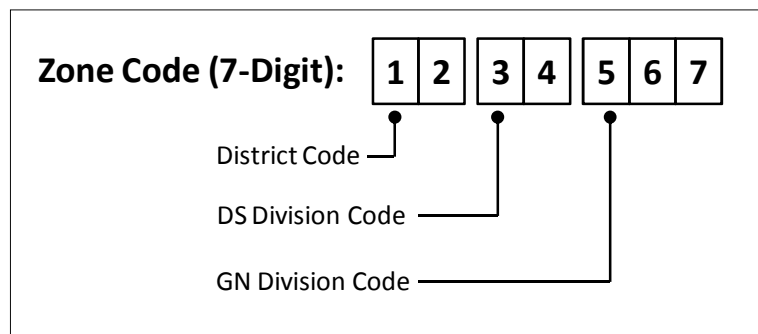 Zone Code (7-Digit): 1 2 3 4 5 6 7
District Code
DS Division Code
GN Division Code